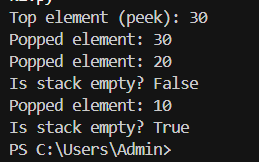 Top element (peek): 30
Popped element: 30
Popped element: 20
Is stack empty? False
Popped element: 10
Is stack empty? True
PS C:\Users\Admin>